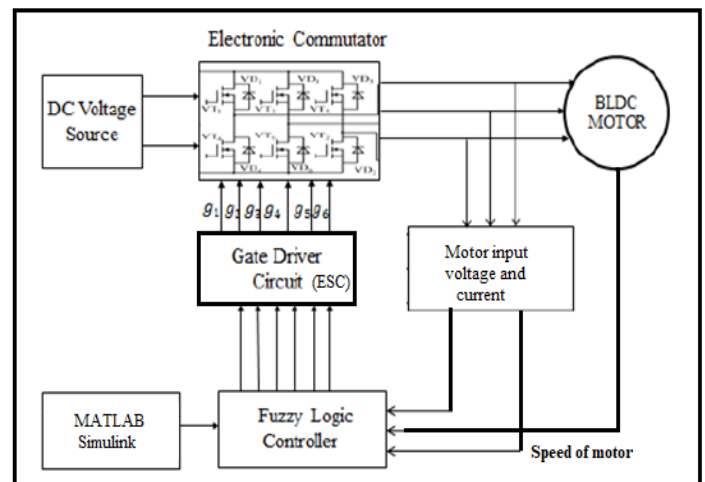 Electronic Commutator
DC Voltage
Source
BLDC
MOTOR
g1 g2 g3 g4 g5 g6
Gate Driver
Circuit (ESC)
Motor input
voltage and
current
MATLAB
Simulink
Fuzzy Logic
Controller
Speed of motor